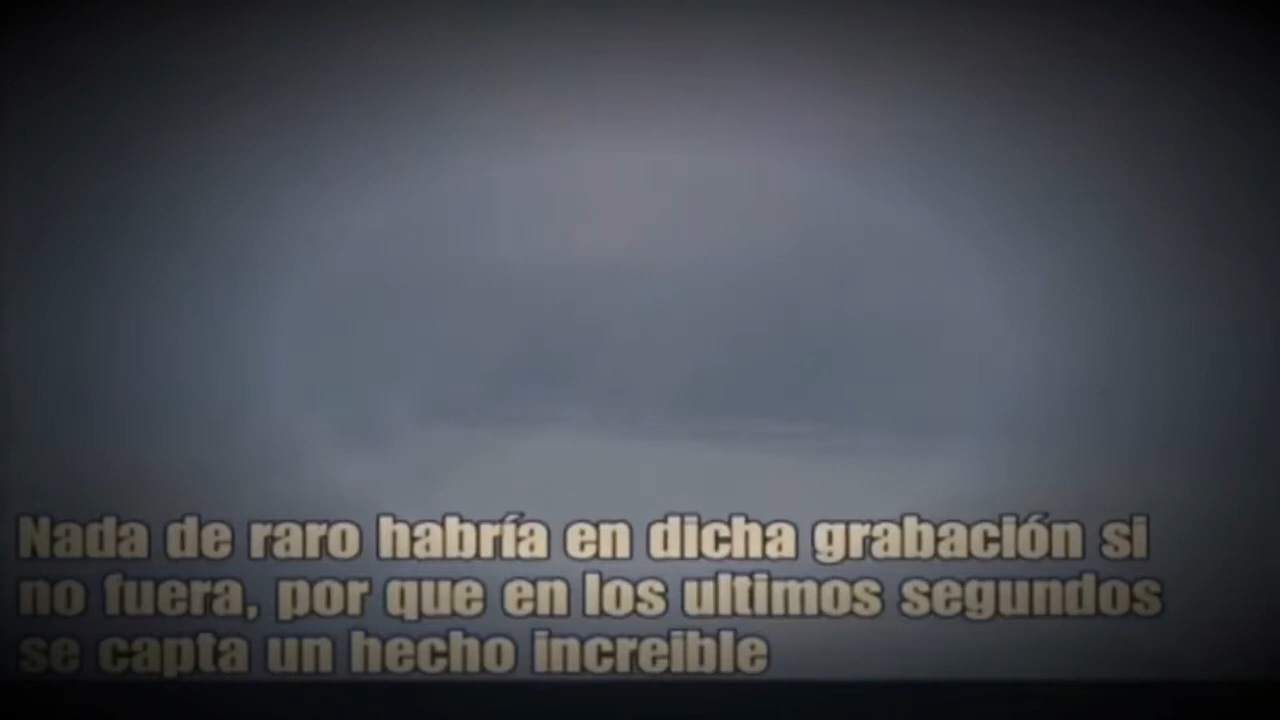 Nada de raro habría en dicha grabación si
no fuera, por que en los ultimos segundos
se capta un hecho increible